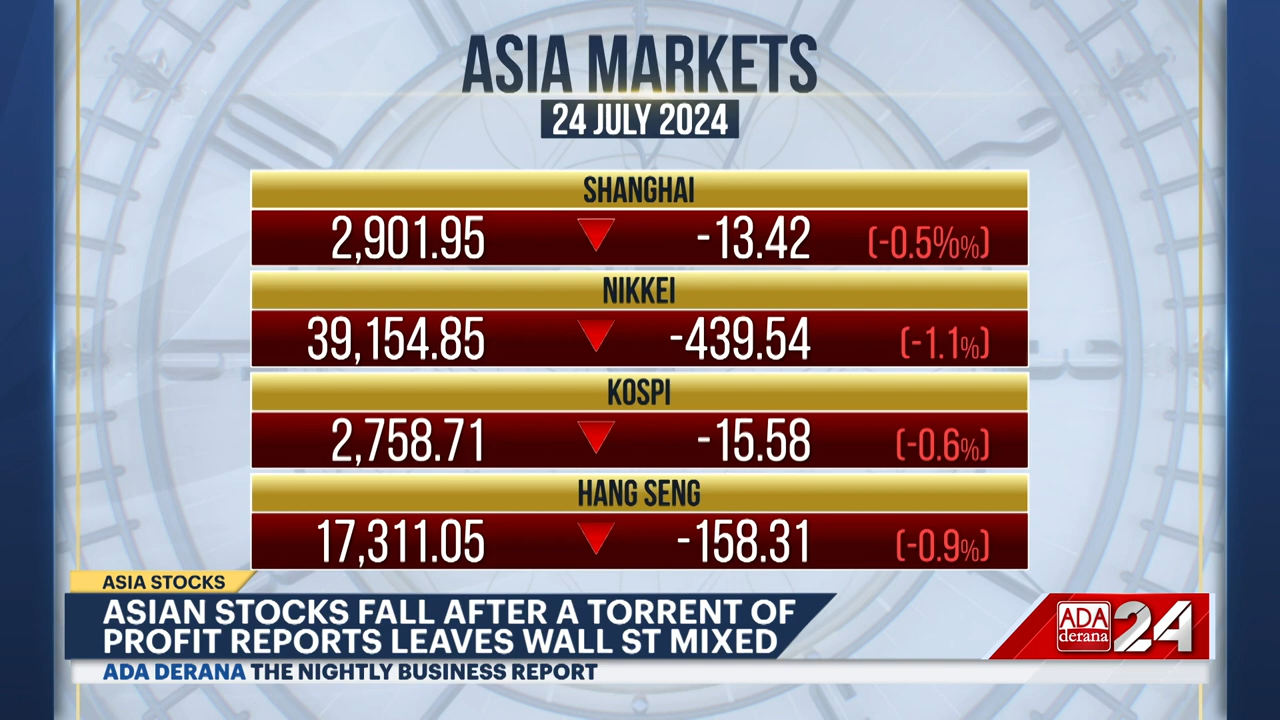 ASIA MARKETS
24 JULY 2024
SHANGHAI
2,901.95 ▼ -13.42 (-0.5%%)
NIKKEI
39,154.85 ▼ -439.54 (-1.1%)
KOSPI
2,758.71 ▼ -15.58 (-0.6%)
HANG SENG
17,311.05 ▼ -158.31 (-0.9%)
ASIA STOCKS
ASIAN STOCKS FALL AFTER A TORRENT OF
PROFIT REPORTS LEAVES WALL ST MIXED
ADA DERANA THE NIGHTLY BUSINESS REPORT
ADA
derana
24